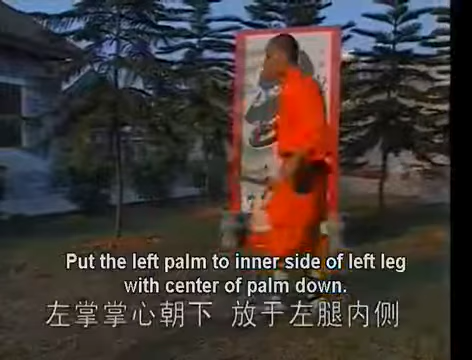 Put the left palm to inner side of left leg
with center of palm down.
左掌掌心朝下 放于左腿内侧